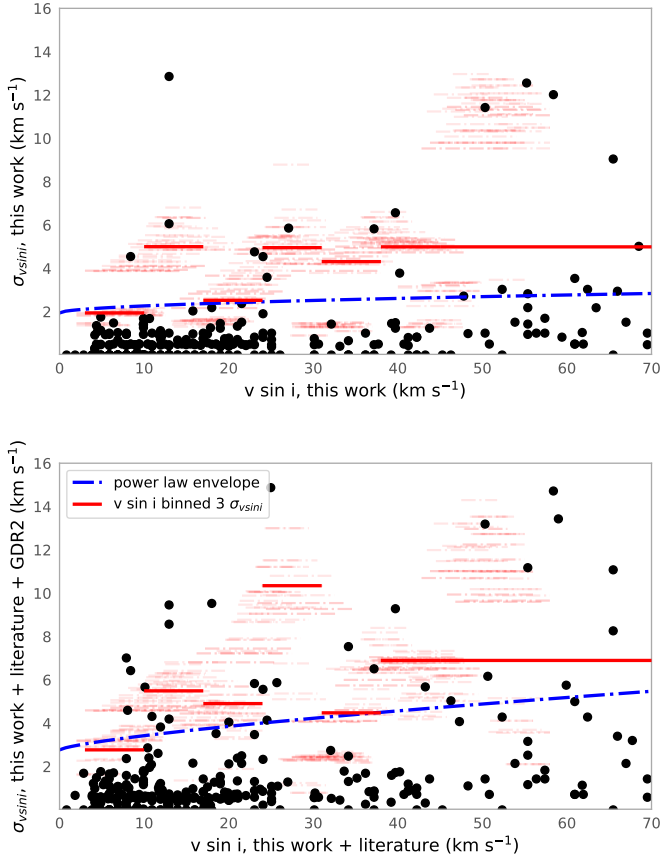 16
14
12
10
8
6
4
2
σvsini, this work (km s⁻¹)
0 10 20 30 40 50 60 70
v sin i, this work (km s⁻¹)
16
14
12
10
8
6
4
2
σvsini, this work + literature + GDR2 (km s⁻¹)
power law envelope
v sin i binned 3 σvsini
0 10 20 30 40 50 60 70
v sin i, this work + literature (km s⁻¹)